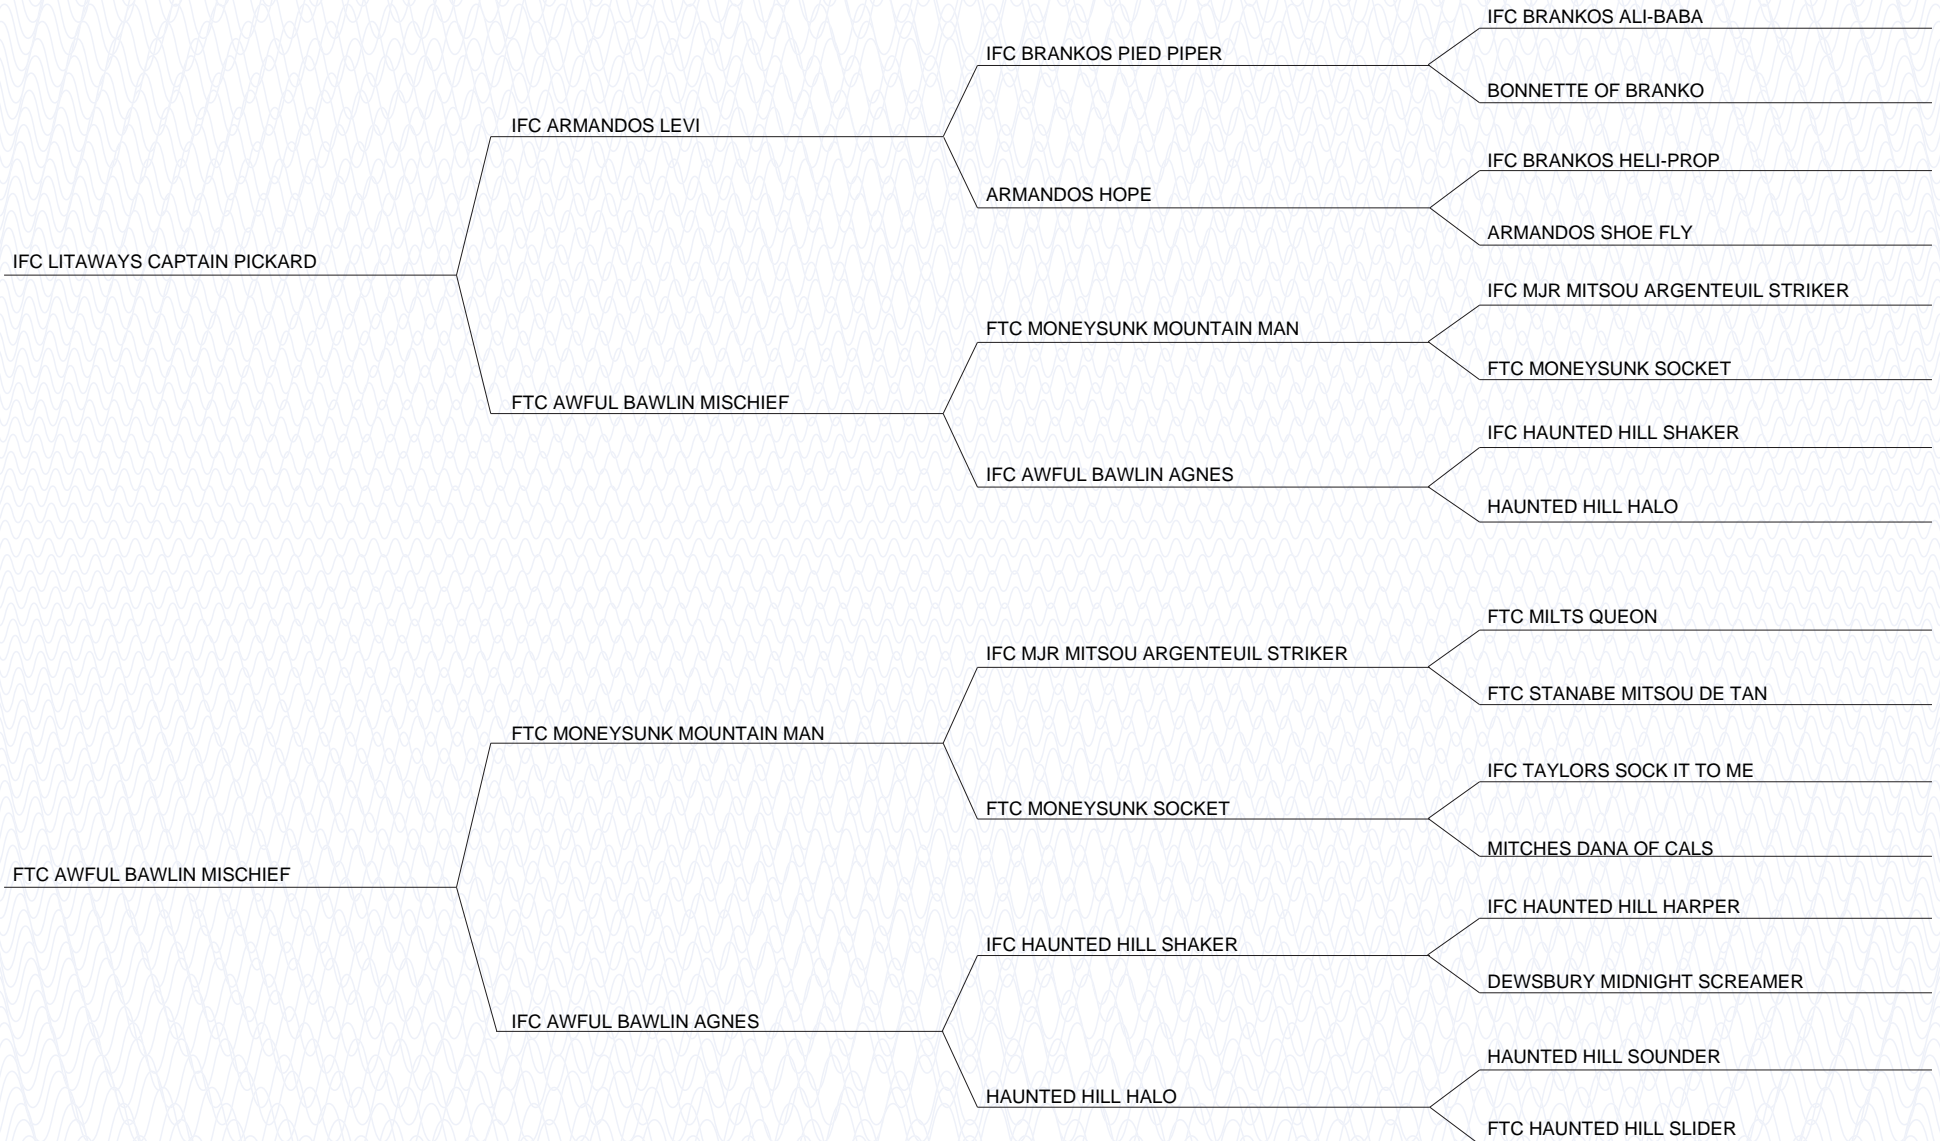 IFC BRANKOS ALI-BABA
IFC BRANKOS PIED PIPER
BONNETTE OF BRANKO
IFC ARMANDOS LEVI
IFC BRANKOS HELI-PROP
ARMANDOS HOPE
ARMANDOS SHOE FLY
IFC LITAWAYS CAPTAIN PICKARD
IFC MJR MITSOU ARGENTEUIL STRIKER
FTC MONEYSUNK MOUNTAIN MAN
FTC MONEYSUNK SOCKET
FTC AWFUL BAWLIN MISCHIEF
IFC HAUNTED HILL SHAKER
IFC AWFUL BAWLIN AGNES
HAUNTED HILL HALO
FTC MILTS QUEON
IFC MJR MITSOU ARGENTEUIL STRIKER
FTC STANABE MITSOU DE TAN
FTC MONEYSUNK MOUNTAIN MAN
IFC TAYLORS SOCK IT TO ME
FTC MONEYSUNK SOCKET
MITCHES DANA OF CALS
FTC AWFUL BAWLIN MISCHIEF
IFC HAUNTED HILL HARPER
IFC HAUNTED HILL SHAKER
DEWSBURY MIDNIGHT SCREAMER
IFC AWFUL BAWLIN AGNES
HAUNTED HILL SOUNDER
HAUNTED HILL HALO
FTC HAUNTED HILL SLIDER